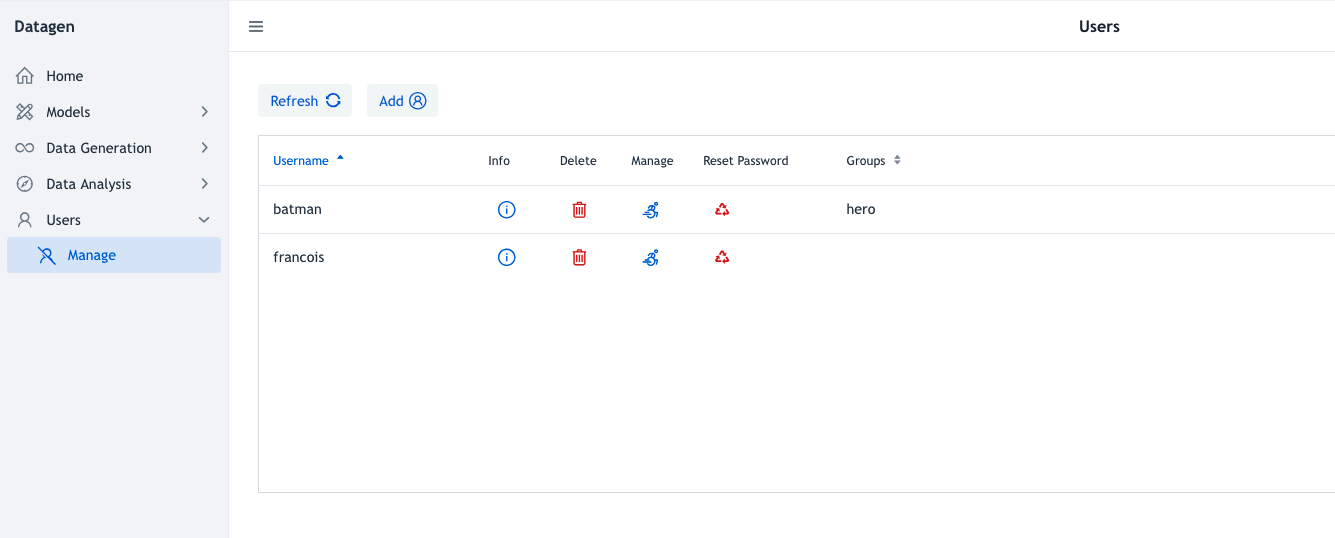 Datagen
Users
Home
Models
Data Generation
Data Analysis
Users
Manage
Refresh
Add
Username Info Delete Manage Reset Password Groups
batman hero
francois